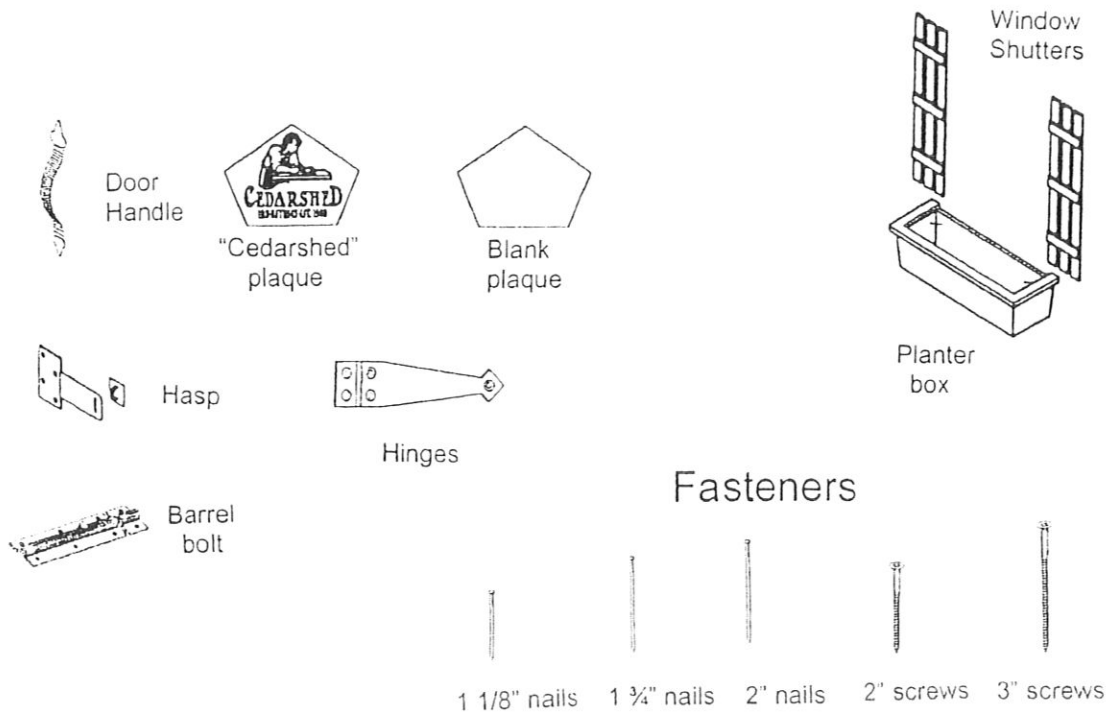 Window
Shutters
Door
Handle
CEDARSHED
"Cedarshed"
plaque
Blank
plaque
Planter
box
Hasp
Hinges
Fasteners
Barrel
bolt
1 1/8" nails
1 ¾" nails
2" nails
2" screws
3" screws